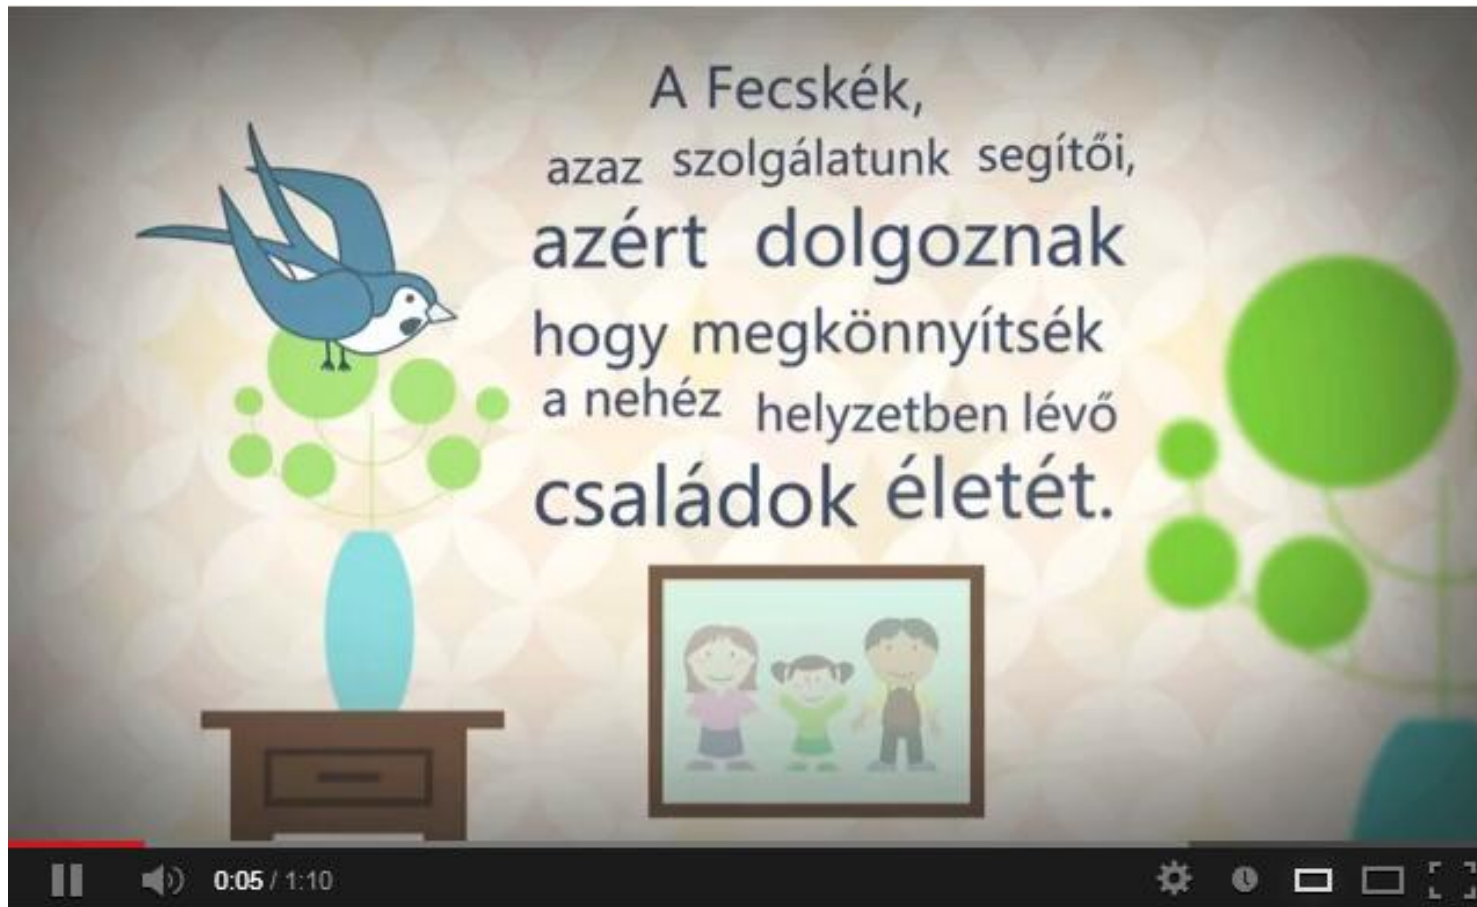 A Fecskék,
azaz szolgálatunk segítői,
azért dolgoznak
hogy megkönnyítsék
a nehéz helyzetben lévő
családok életét.
0:05 / 1:10